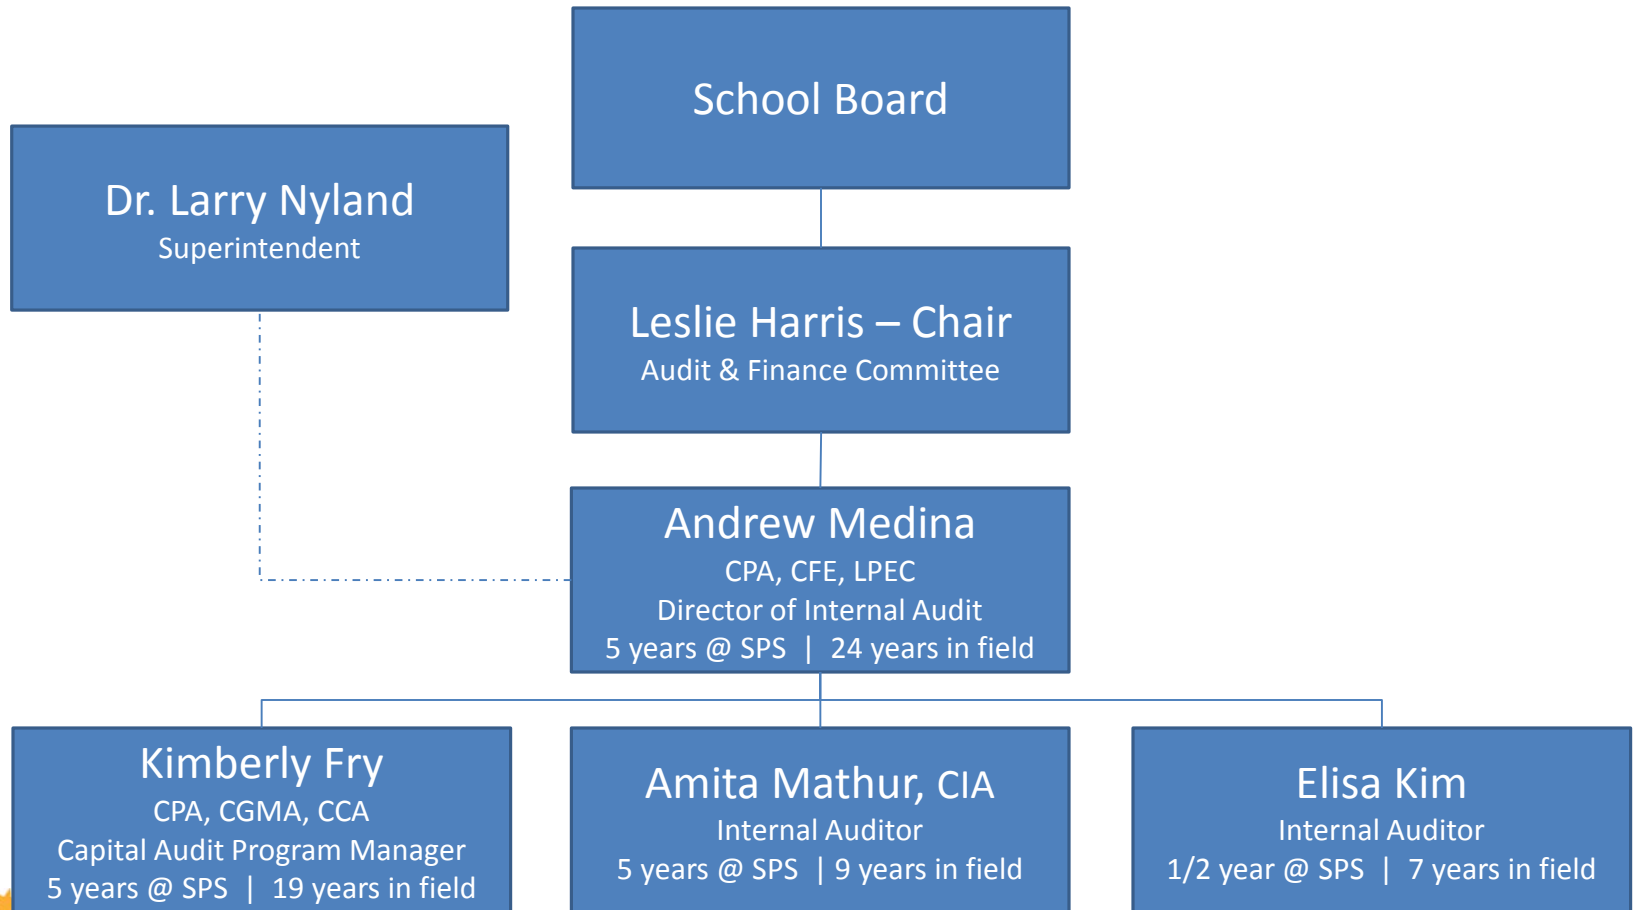 School Board
Dr. Larry Nyland
Superintendent
Leslie Harris – Chair
Audit & Finance Committee
Andrew Medina
CPA, CFE, LPEC
Director of Internal Audit
5 years @ SPS | 24 years in field
Kimberly Fry
CPA, CGMA, CCA
Capital Audit Program Manager
5 years @ SPS | 19 years in field
Amita Mathur, CIA
Internal Auditor
5 years @ SPS | 9 years in field
Elisa Kim
Internal Auditor
1/2 year @ SPS | 7 years in field